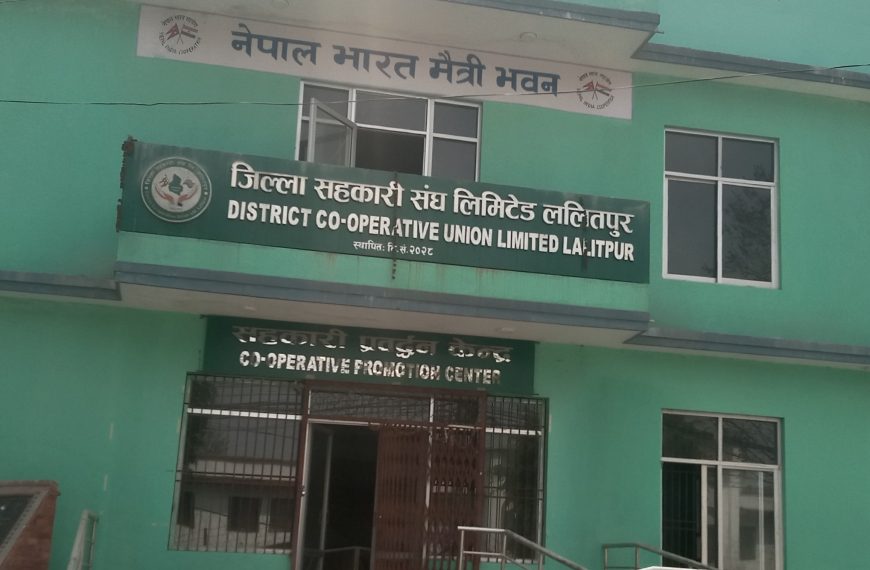 नेपाल भारत मैत्री भवन
जिल्ला सहकारी संघ लिमिटेड ललितपुर
DISTRICT CO-OPERATIVE UNION LIMITED LALITPUR
स्थापित: वि.सं.२०२८
सहकारी प्रवर्द्धन केन्द्र
CO-OPERATIVE PROMOTION CENTER